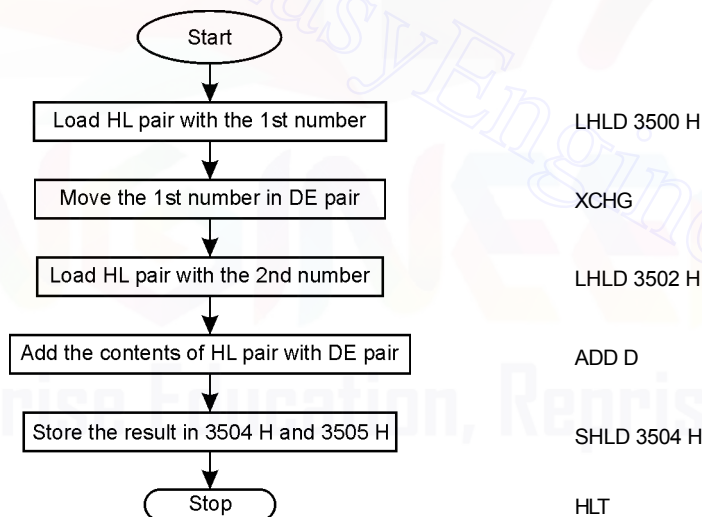 Start
Load HL pair with the 1st number LHLD 3500 H
Move the 1st number in DE pair XCHG
Load HL pair with the 2nd number LHLD 3502 H
Add the contents of HL pair with DE pair ADD D
Store the result in 3504 H and 3505 H SHLD 3504 H
Stop HLT